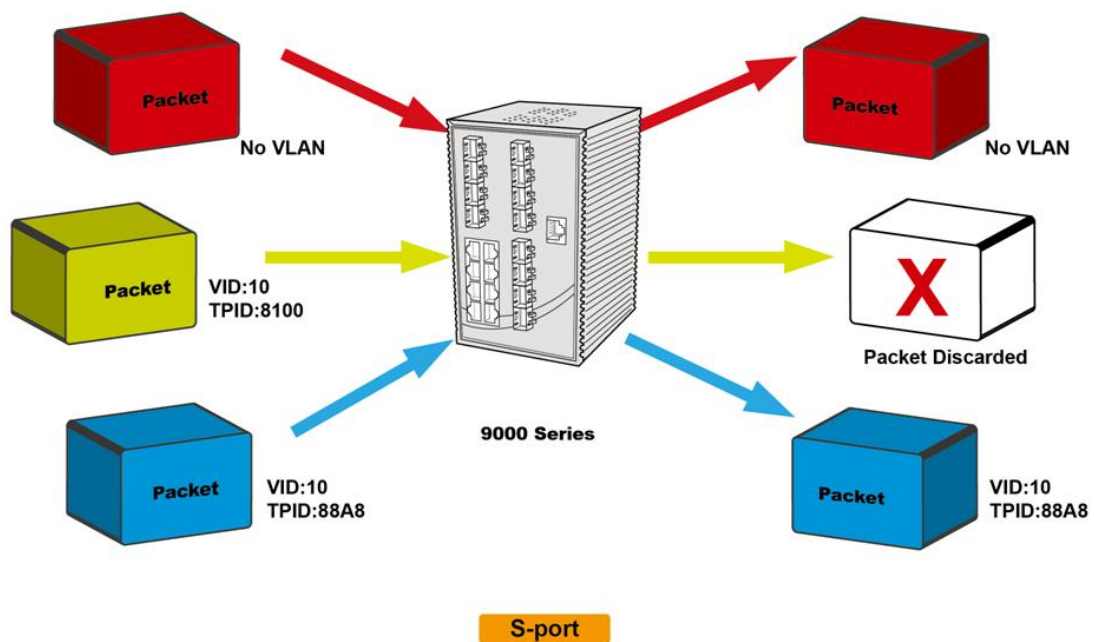 Packet
No VLAN
Packet
No VLAN
Packet
VID:10
TPID:8100
X
Packet Discarded
9000 Series
Packet
VID:10
TPID:88A8
Packet
VID:10
TPID:88A8
S-port